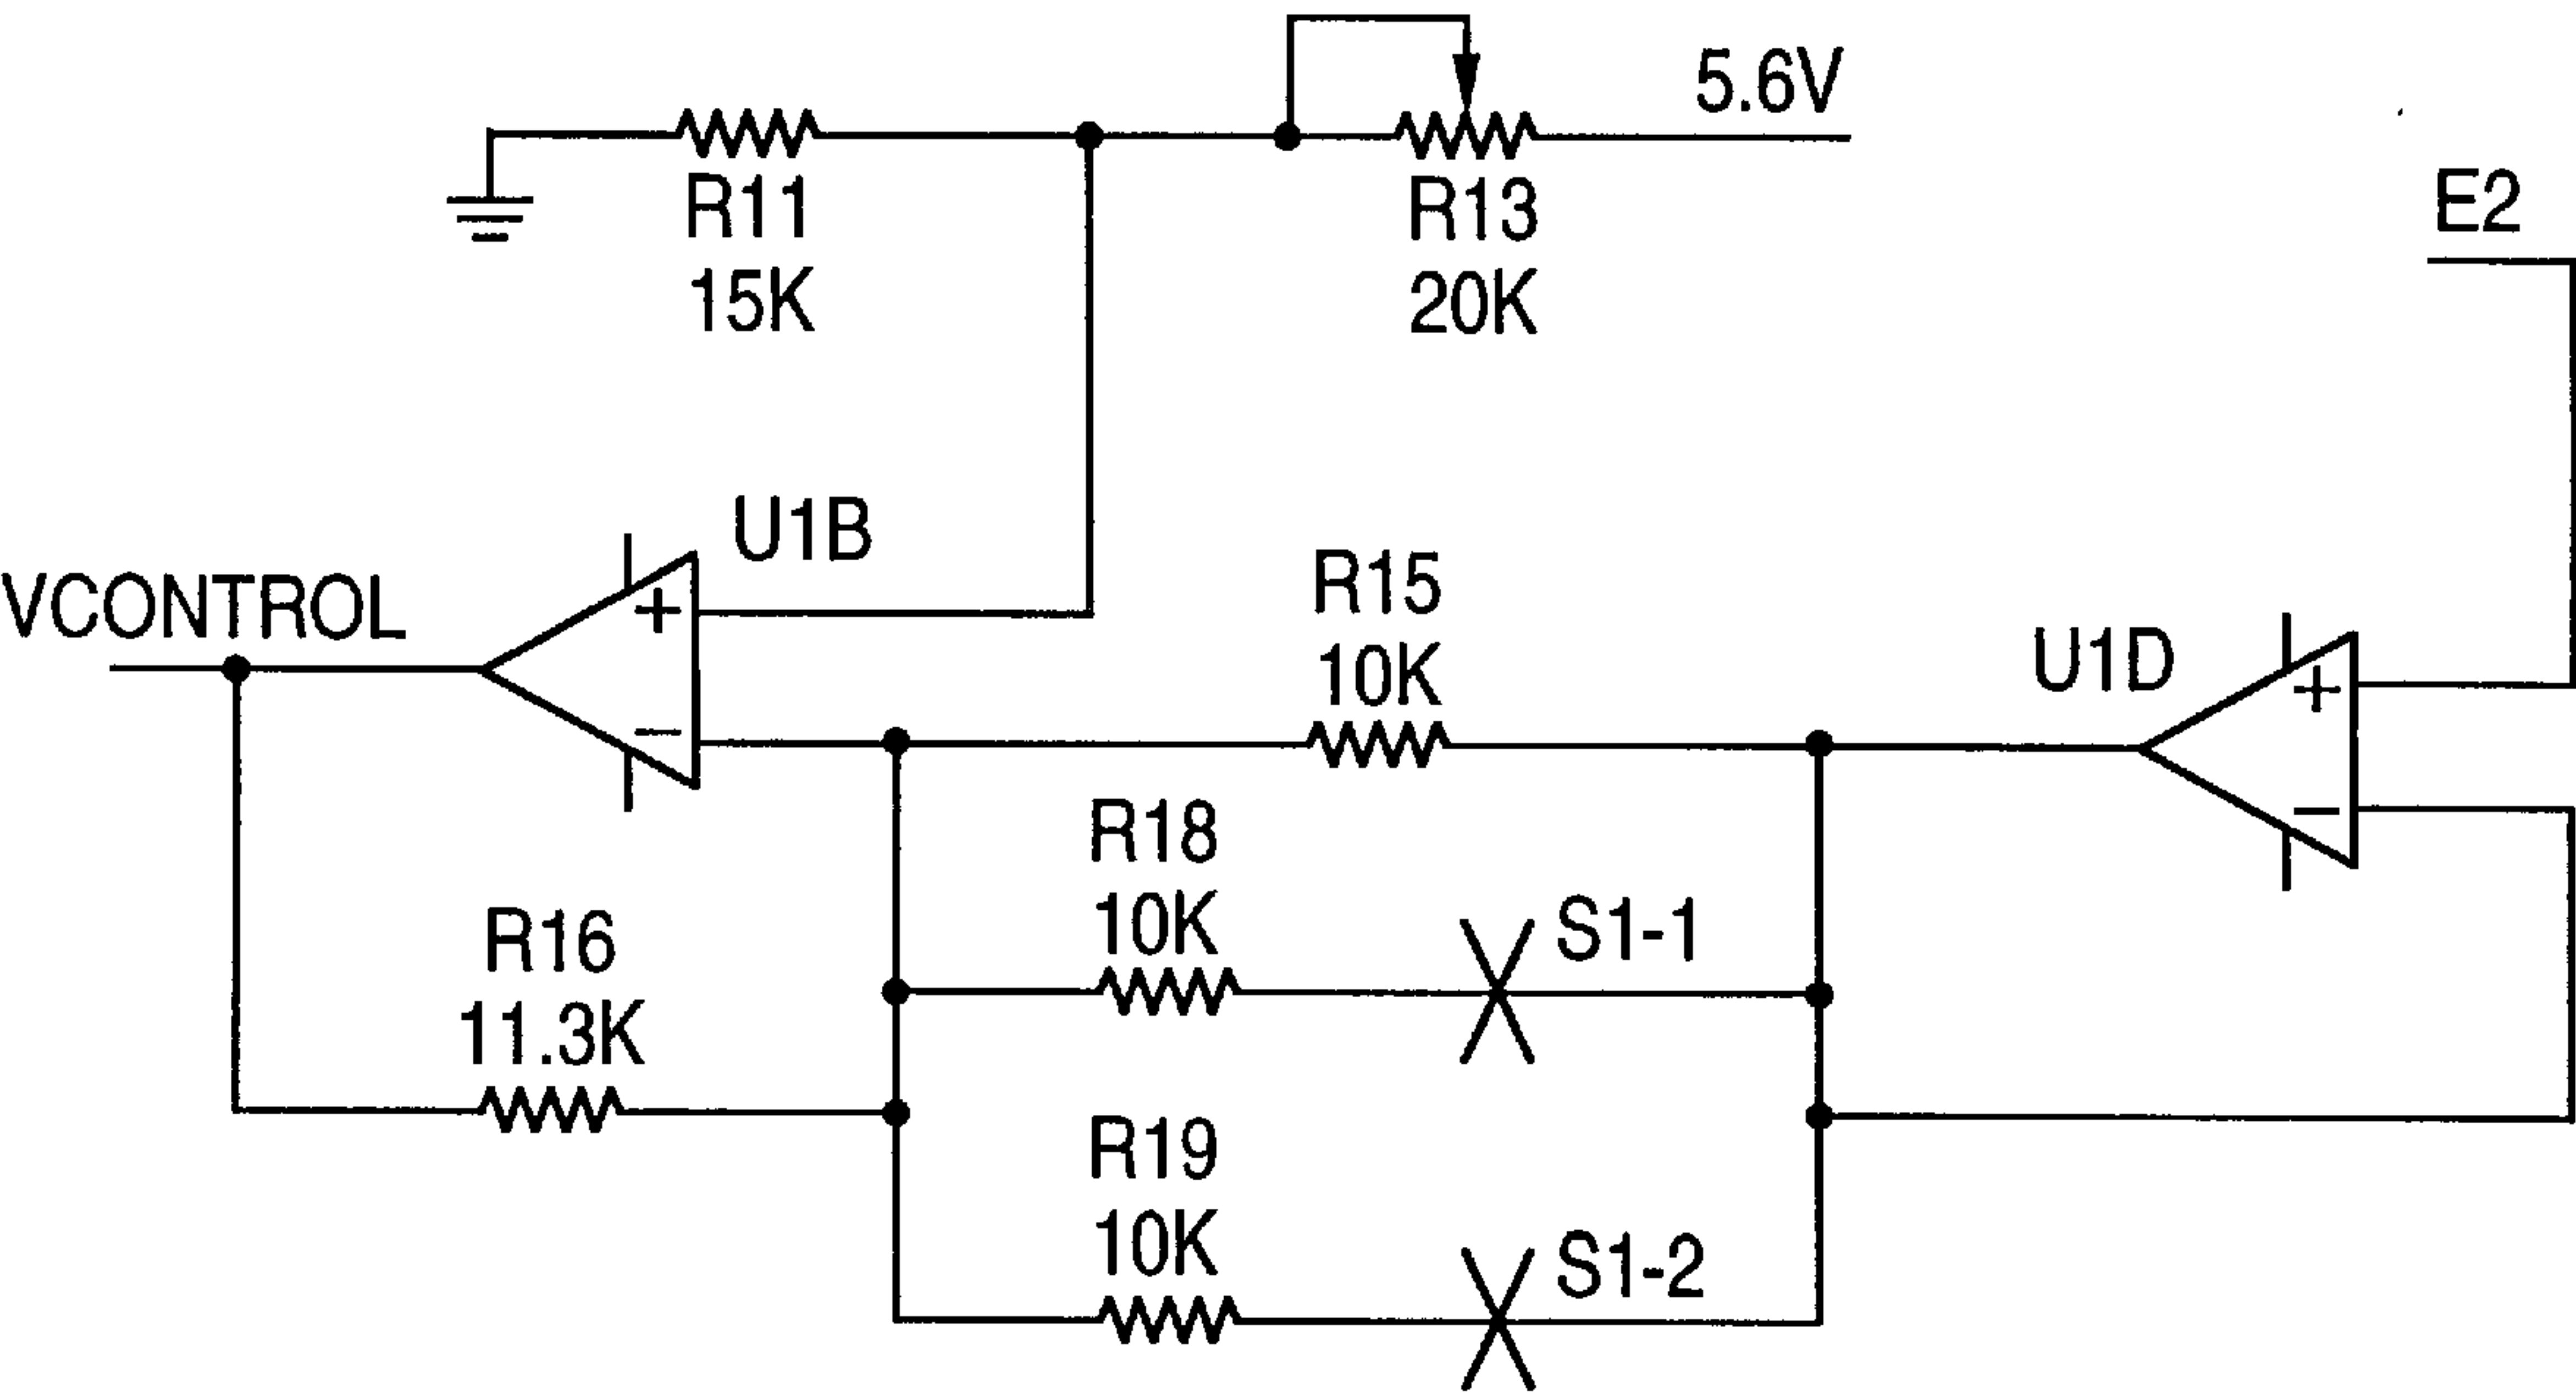 5.6V
R11
15K
R13
20K
E2
U1B
VCONTROL
+
−
R15
10K
U1D
+
−
R18
10K
S1-1
R16
11.3K
R19
10K
S1-2